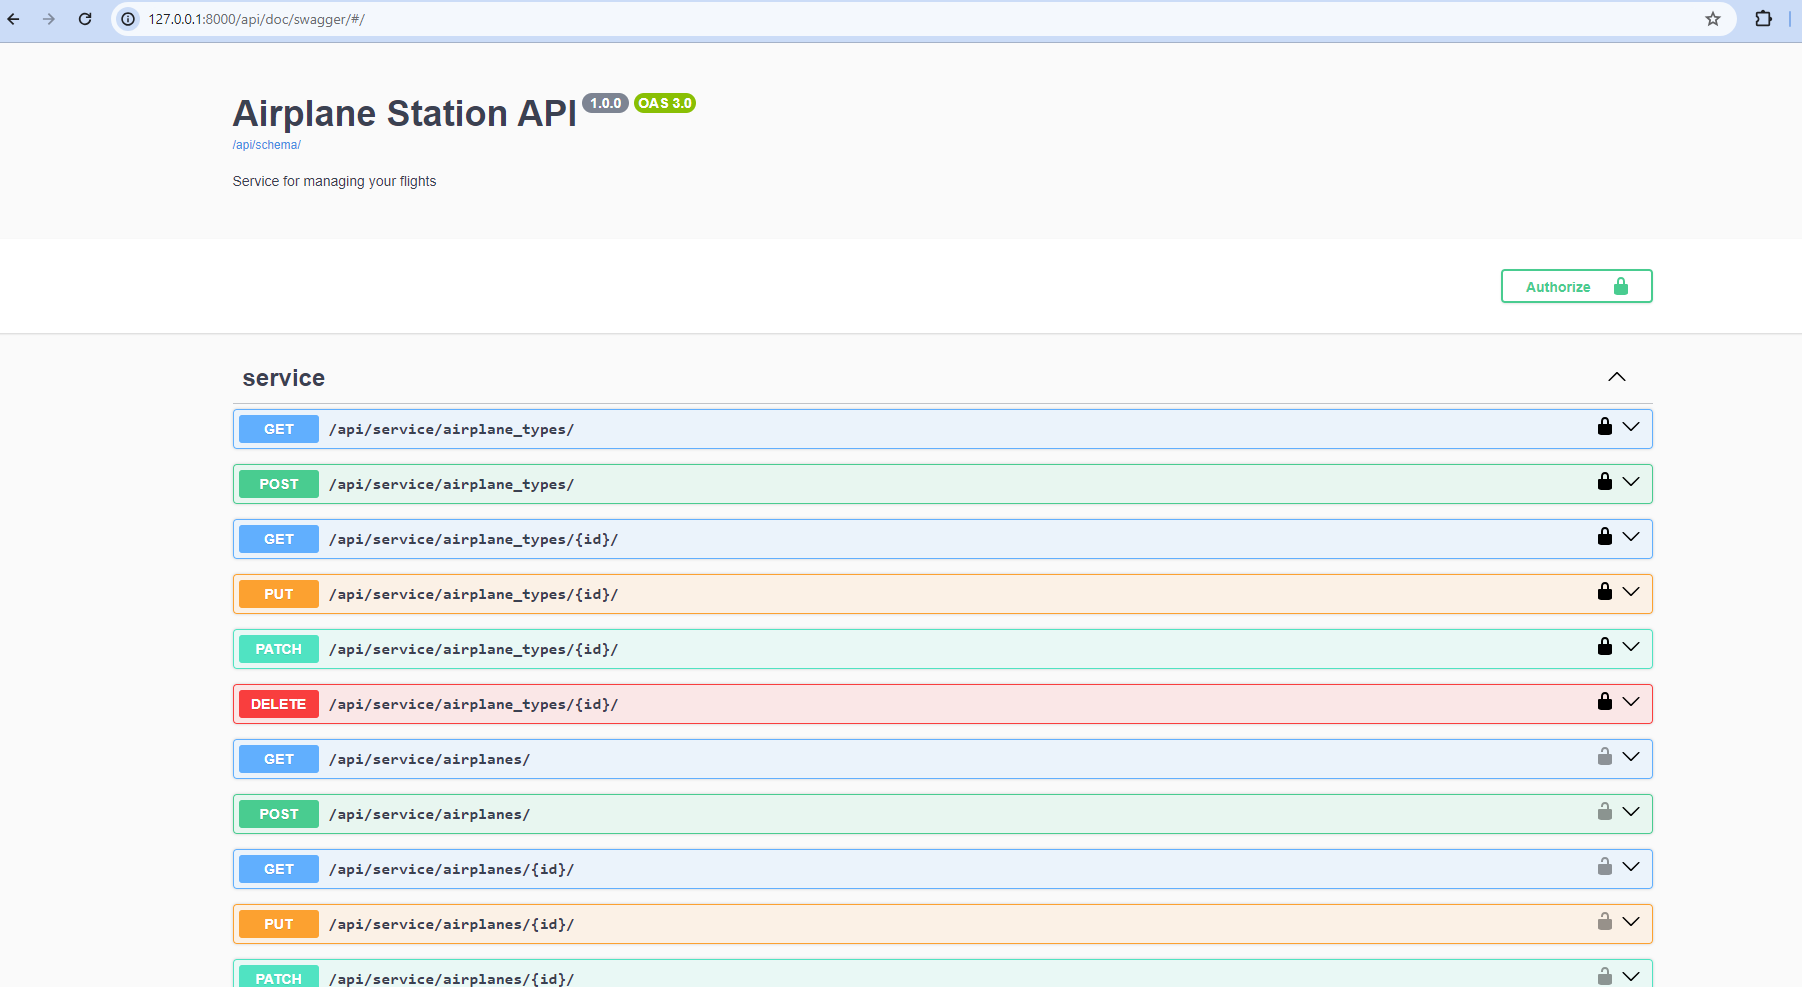 127.0.0.1:8000/api/doc/swagger/#/
Airplane Station API 1.0.0 OAS 3.0
/api/schema/
Service for managing your flights
Authorize
service
GET /api/service/airplane_types/
POST /api/service/airplane_types/
GET /api/service/airplane_types/{id}/
PUT /api/service/airplane_types/{id}/
PATCH /api/service/airplane_types/{id}/
DELETE /api/service/airplane_types/{id}/
GET /api/service/airplanes/
POST /api/service/airplanes/
GET /api/service/airplanes/{id}/
PUT /api/service/airplanes/{id}/
PATCH /api/service/airplanes/{id}/